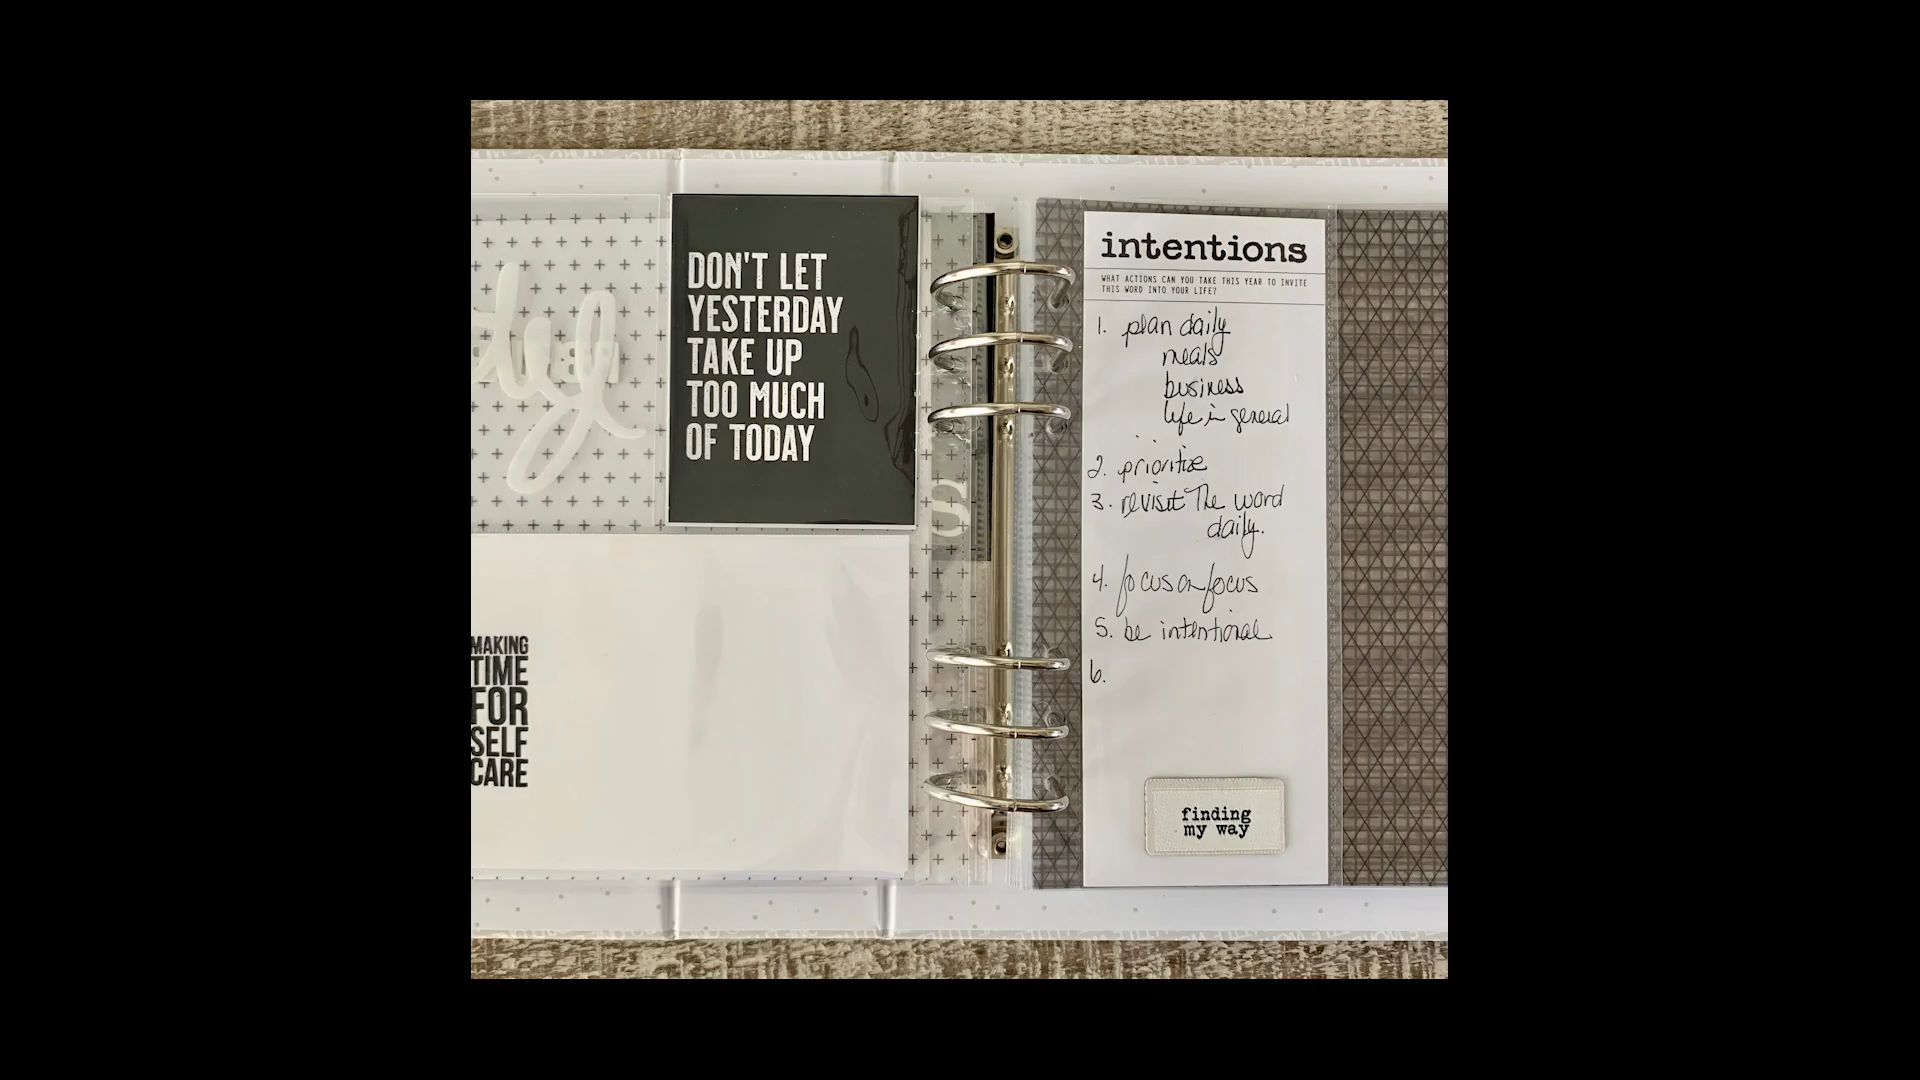 DON'T LET
YESTERDAY
TAKE UP
TOO MUCH
OF TODAY
MAKING
TIME
FOR
SELF
CARE
intentions
WHAT ACTIONS CAN YOU TAKE THIS YEAR TO INVITE
THIS WORD INTO YOUR LIFE?
1. plan daily
meals
business
life in general
2. prioritize
3. revisit The word
daily.
4. focus on focus
5. be intentional
6.
finding
my way